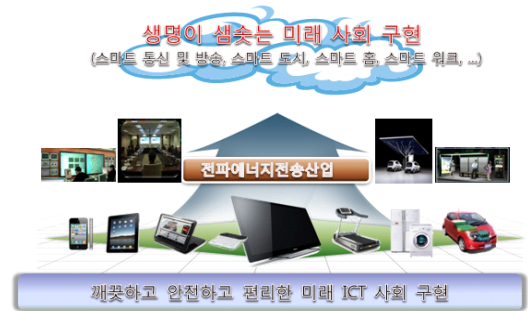 생명이 샘솟는 미래 사회 구현
(스마트 통신 및 방송, 스마트 도시, 스마트 홈, 스마트 워크, ...)
전파에너지전송산업
깨끗하고 안전하고 편리한 미래 ICT 사회 구현